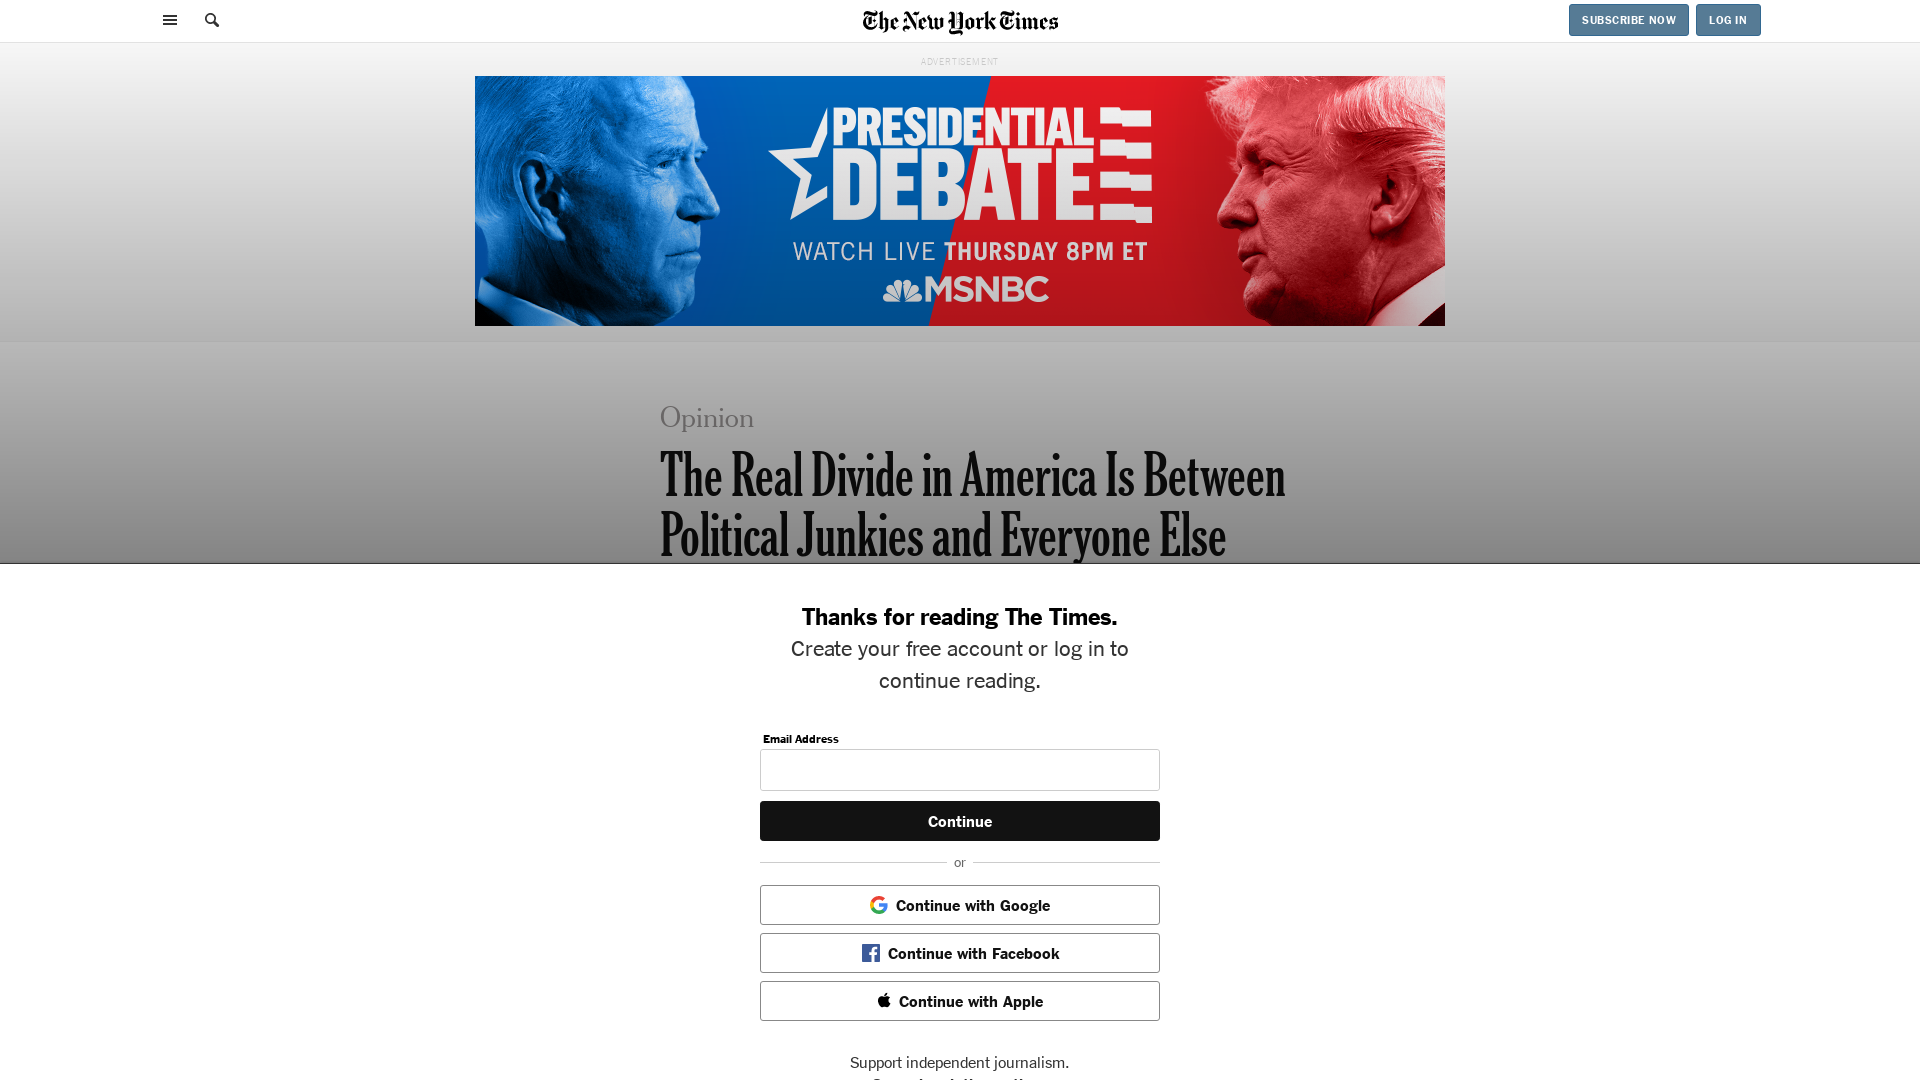 The New York Times
SUBSCRIBE NOW
LOG IN
ADVERTISEMENT
PRESIDENTIAL
DEBATE
WATCH LIVE THURSDAY 8PM ET
MSNBC
Opinion
The Real Divide in America Is Between
Political Junkies and Everyone Else
Thanks for reading The Times.
Create your free account or log in to
continue reading.
Email Address
Continue
or
Continue with Google
Continue with Facebook
Continue with Apple
Support independent journalism.